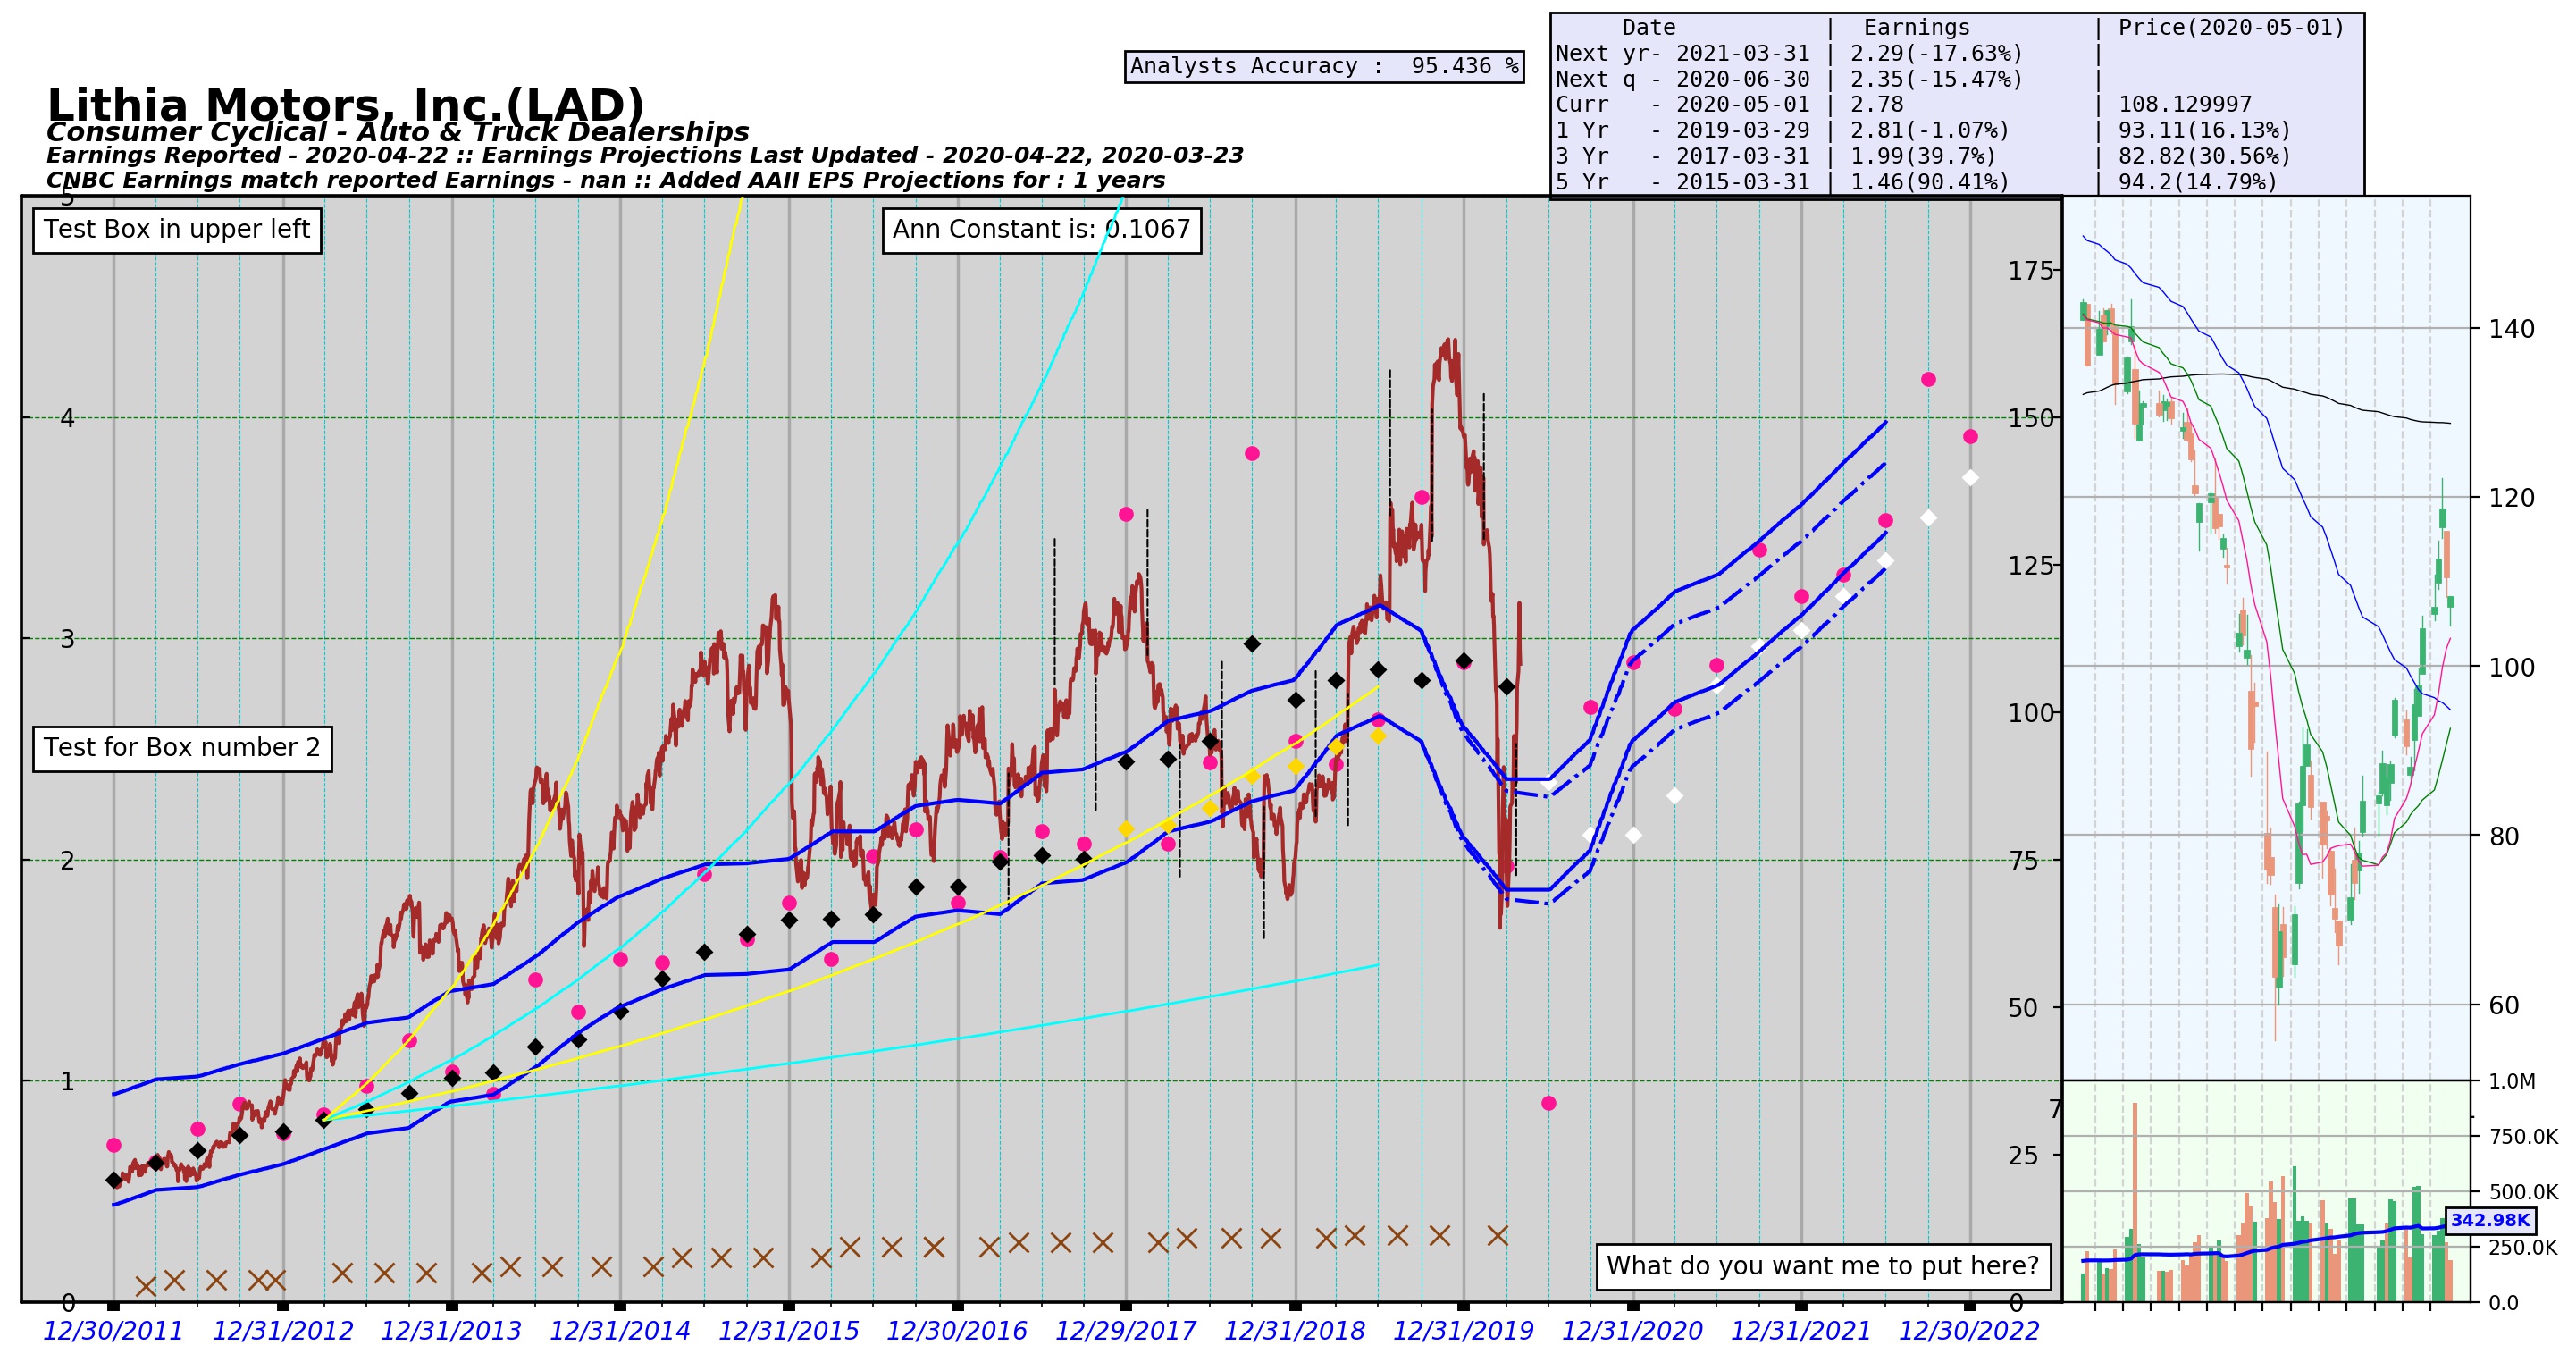 Date | Earnings | Price(2020-05-01)
Next yr- 2021-03-31 | 2.29(-17.63%) |
Next q - 2020-06-30 | 2.35(-15.47%) |
Curr - 2020-05-01 | 2.78 | 108.129997
1 Yr - 2019-03-29 | 2.81(-1.07%) | 93.11(16.13%)
3 Yr - 2017-03-31 | 1.99(39.7%) | 82.82(30.56%)
5 Yr - 2015-03-31 | 1.46(90.41%) | 94.2(14.79%)
Analysts Accuracy : 95.436 %
Lithia Motors, Inc.(LAD)
Consumer Cyclical - Auto & Truck Dealerships
Earnings Reported - 2020-04-22 :: Earnings Projections Last Updated - 2020-04-22, 2020-03-23
CNBC Earnings match reported Earnings - nan :: Added AAII EPS Projections for : 1 years
Test Box in upper left
Ann Constant is: 0.1067
Test for Box number 2
What do you want me to put here?
5
4
3
2
1
0
175
150
125
100
75
50
25
0
7
140
120
100
80
60
1.0M
750.0K
500.0K
342.98K
250.0K
0.0
12/30/2011 12/31/2012 12/31/2013 12/31/2014 12/31/2015 12/30/2016 12/29/2017 12/31/2018 12/31/2019 12/31/2020 12/31/2021 12/30/2022